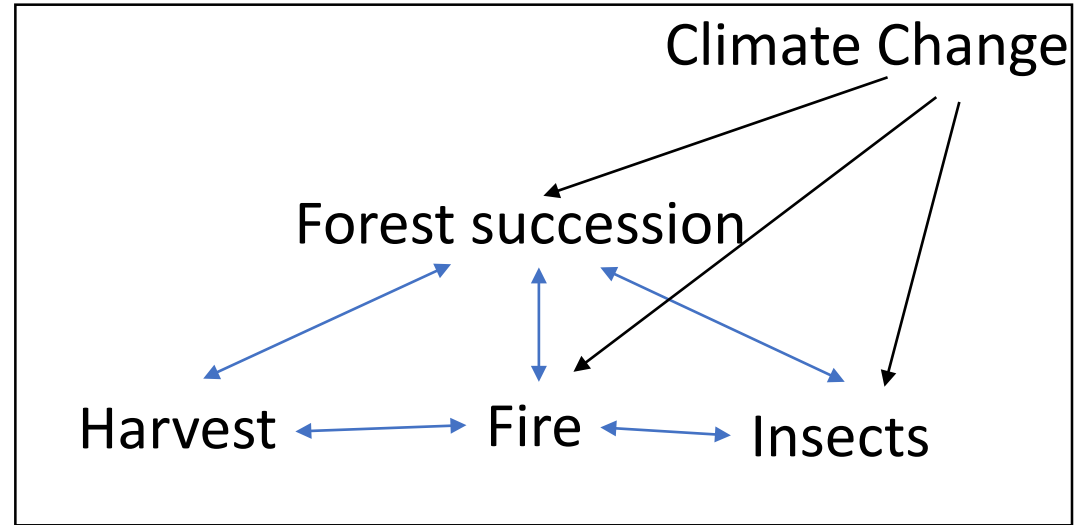 Climate Change
Forest succession
Harvest
Fire
Insects